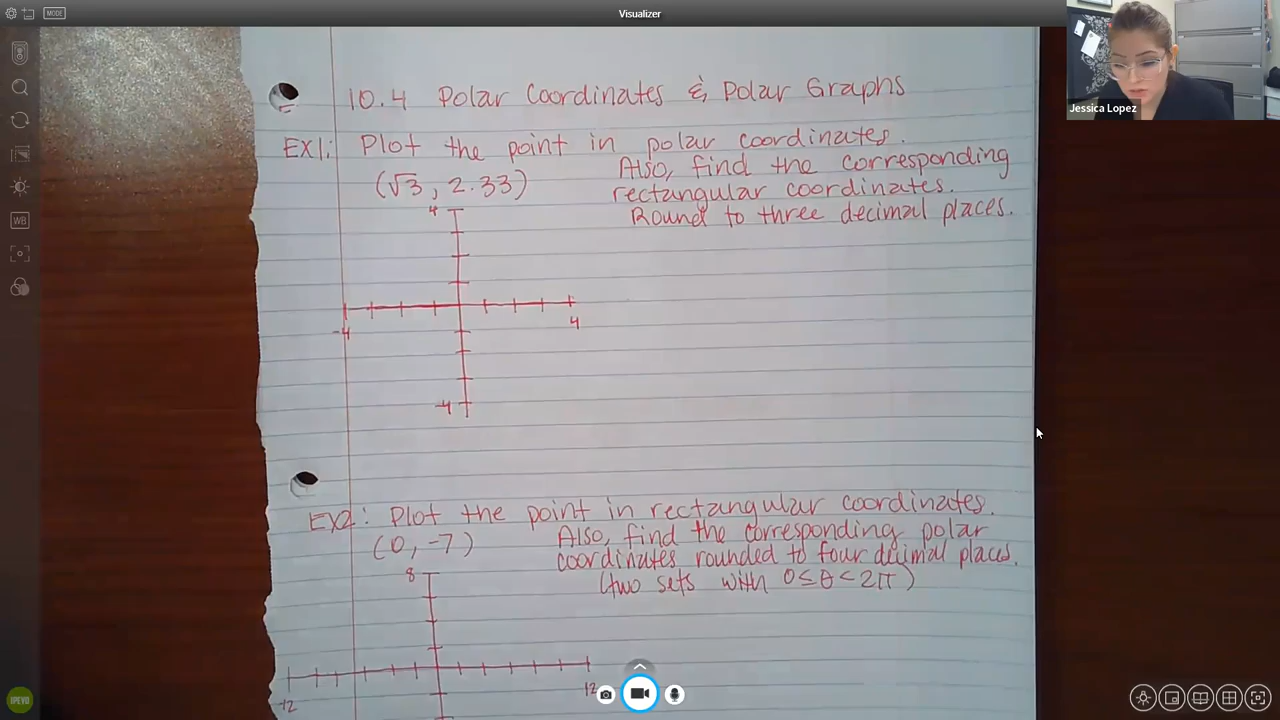 MODE
Visualizer
Jessica Lopez
WB
10.4 Polar Coordinates & Polar Graphs
EX1: Plot the point in polar coordinates.
Also, find the corresponding
(√3, 2.33)
rectangular coordinates.
Round to three decimal places.
4
-4
4
-4
EX2: Plot the point in rectangular coordinates.
(0, -7)
Also, find the corresponding polar
coordinates rounded to four decimal places.
(two sets with 0≤θ<2π)
8
-12
12
IPEVO